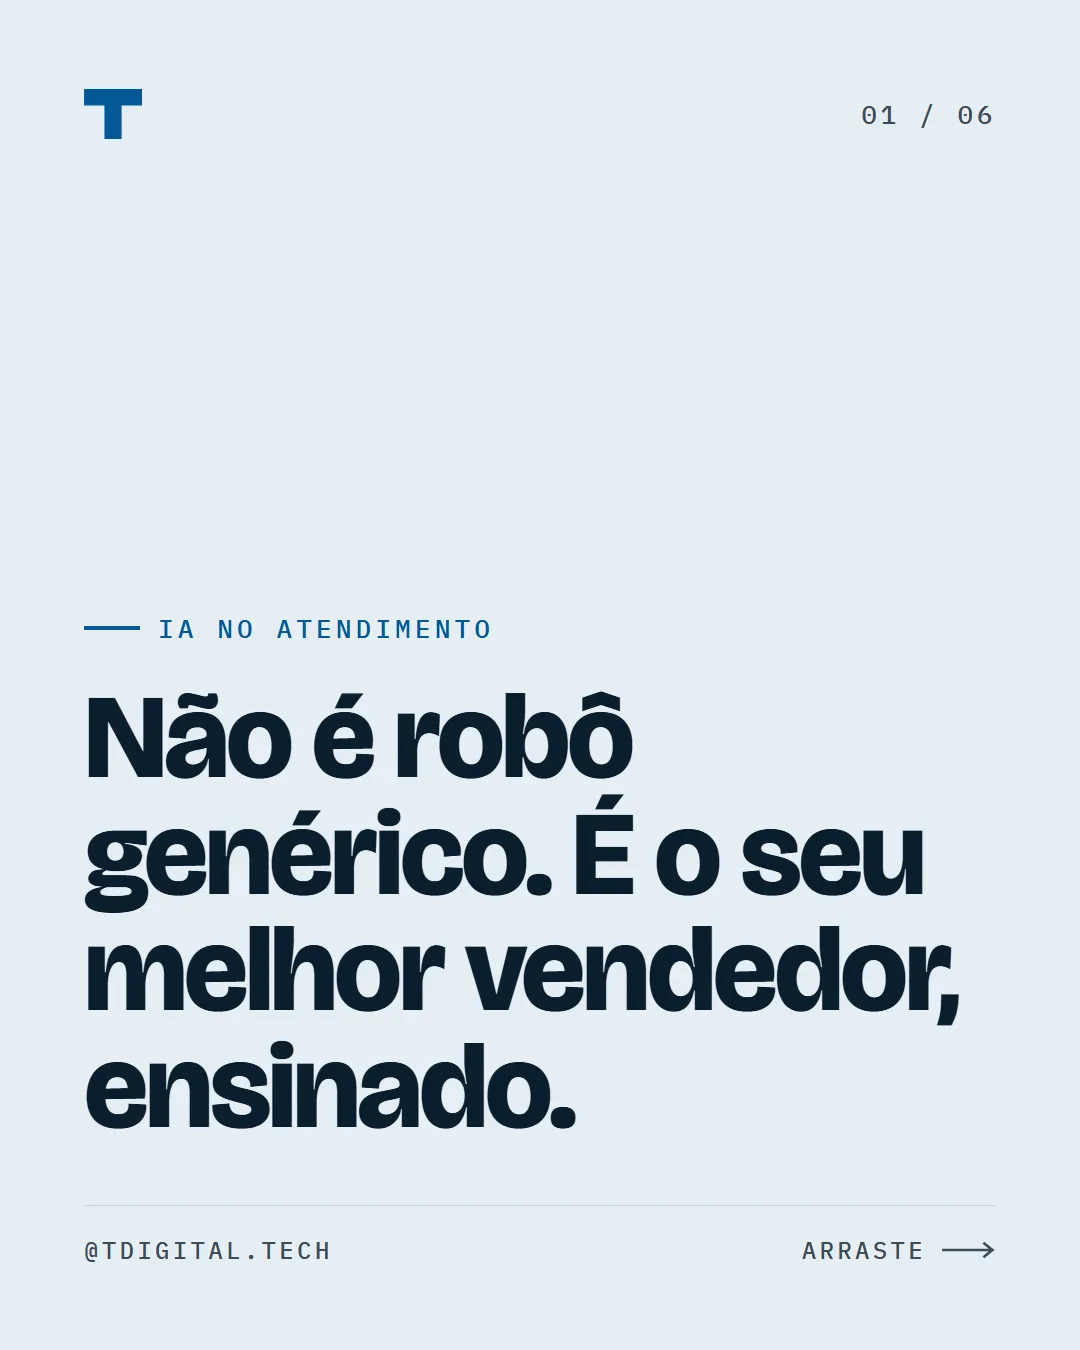 T
01 / 06
IA NO ATENDIMENTO
Não é robô
genérico. É o seu
melhor vendedor,
ensinado.
@TDIGITAL.TECH
ARRASTE